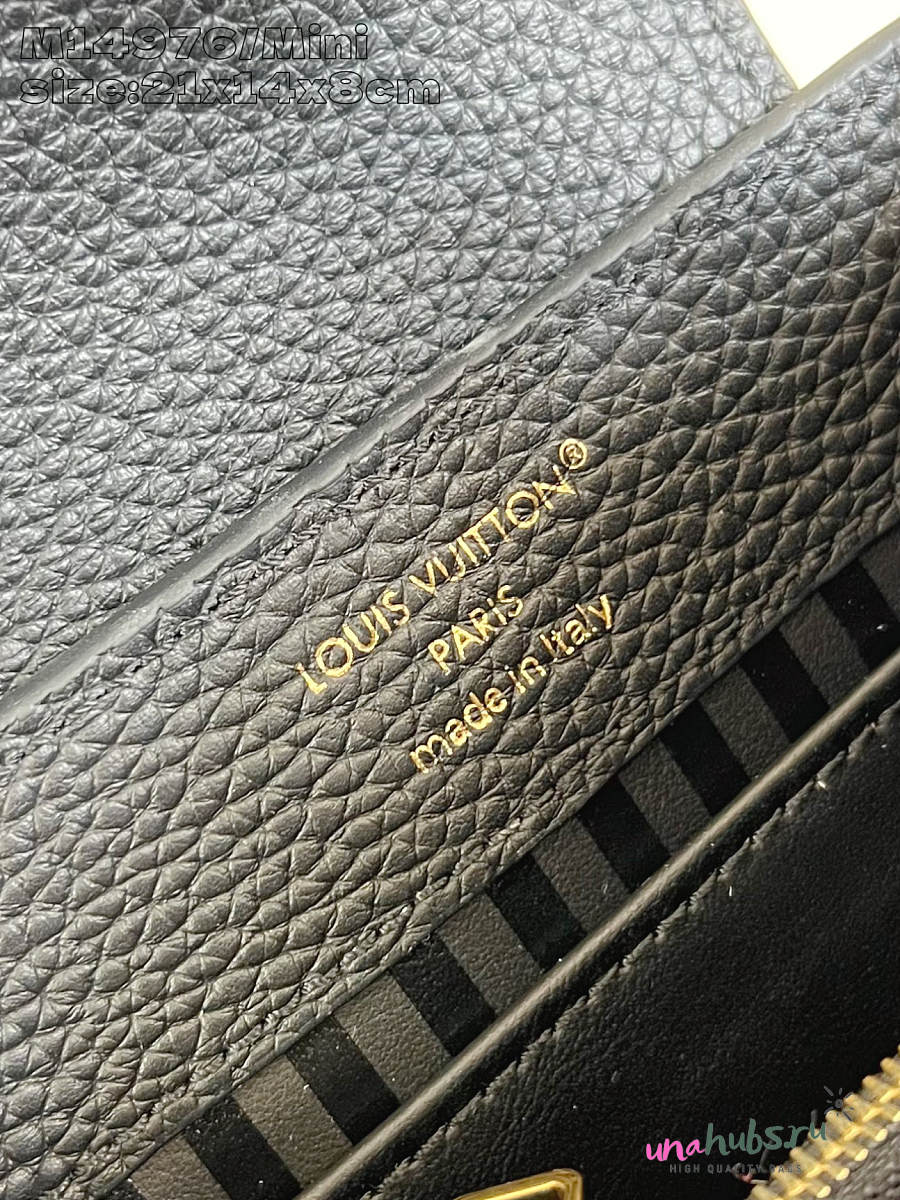 M14976/Mini
size:21x14x8cm
LOUIS VUITTON®
PARIS
made in Italy
unahubs.ru
HIGH QUALITY BAGS